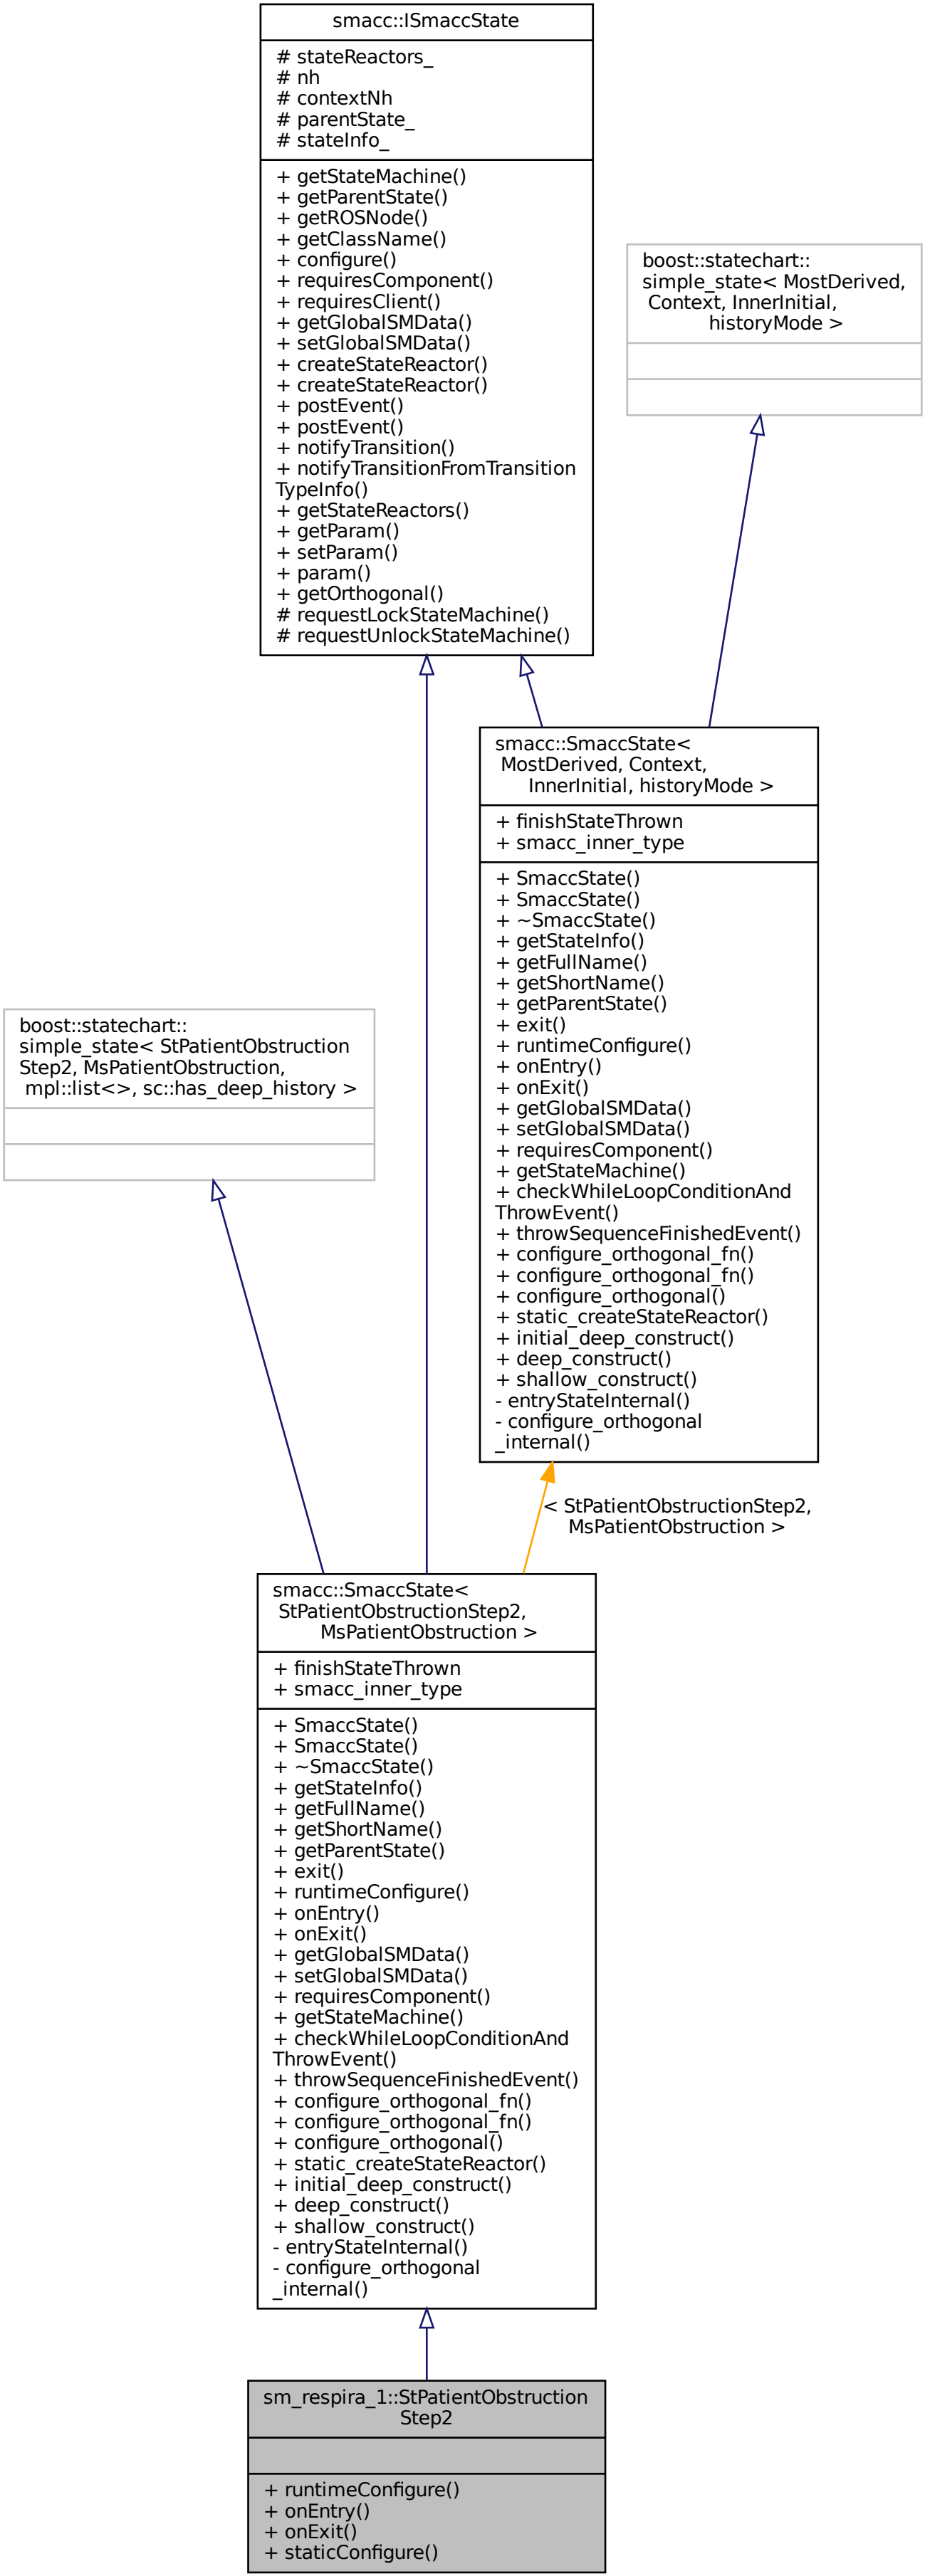 smacc::ISmaccState
# stateReactors_
# nh
# contextNh
# parentState_
# stateInfo_
+ getStateMachine()
+ getParentState()
+ getROSNode()
+ getClassName()
+ configure()
+ requiresComponent()
+ requiresClient()
+ getGlobalSMData()
+ setGlobalSMData()
+ createStateReactor()
+ createStateReactor()
+ postEvent()
+ postEvent()
+ notifyTransition()
+ notifyTransitionFromTransition
TypeInfo()
+ getStateReactors()
+ getParam()
+ setParam()
+ param()
+ getOrthogonal()
# requestLockStateMachine()
# requestUnlockStateMachine()
boost::statechart::
simple_state< MostDerived,
Context, InnerInitial,
historyMode >
smacc::SmaccState<
MostDerived, Context,
InnerInitial, historyMode >
+ finishStateThrown
+ smacc_inner_type
+ SmaccState()
+ SmaccState()
+ ~SmaccState()
+ getStateInfo()
+ getFullName()
+ getShortName()
+ getParentState()
+ exit()
+ runtimeConfigure()
+ onEntry()
+ onExit()
+ getGlobalSMData()
+ setGlobalSMData()
+ requiresComponent()
+ getStateMachine()
+ checkWhileLoopConditionAnd
ThrowEvent()
+ throwSequenceFinishedEvent()
+ configure_orthogonal_fn()
+ configure_orthogonal_fn()
+ configure_orthogonal()
+ static_createStateReactor()
+ initial_deep_construct()
+ deep_construct()
+ shallow_construct()
- entryStateInternal()
- configure_orthogonal
_internal()
boost::statechart::
simple_state< StPatientObstruction
Step2, MsPatientObstruction,
mpl::list<>, sc::has_deep_history >
< StPatientObstructionStep2,
MsPatientObstruction >
smacc::SmaccState<
StPatientObstructionStep2,
MsPatientObstruction >
+ finishStateThrown
+ smacc_inner_type
+ SmaccState()
+ SmaccState()
+ ~SmaccState()
+ getStateInfo()
+ getFullName()
+ getShortName()
+ getParentState()
+ exit()
+ runtimeConfigure()
+ onEntry()
+ onExit()
+ getGlobalSMData()
+ setGlobalSMData()
+ requiresComponent()
+ getStateMachine()
+ checkWhileLoopConditionAnd
ThrowEvent()
+ throwSequenceFinishedEvent()
+ configure_orthogonal_fn()
+ configure_orthogonal_fn()
+ configure_orthogonal()
+ static_createStateReactor()
+ initial_deep_construct()
+ deep_construct()
+ shallow_construct()
- entryStateInternal()
- configure_orthogonal
_internal()
sm_respira_1::StPatientObstruction
Step2
+ runtimeConfigure()
+ onEntry()
+ onExit()
+ staticConfigure()